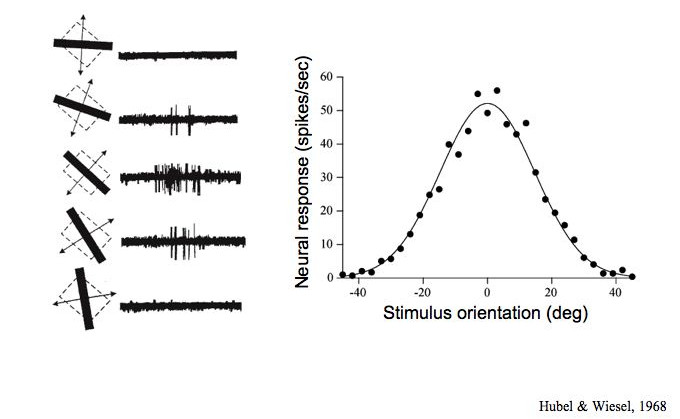 Neural response (spikes/sec)
60
50
40
30
20
10
0
-40 -20 0 20 40
Stimulus orientation (deg)
Hubel & Wiesel, 1968